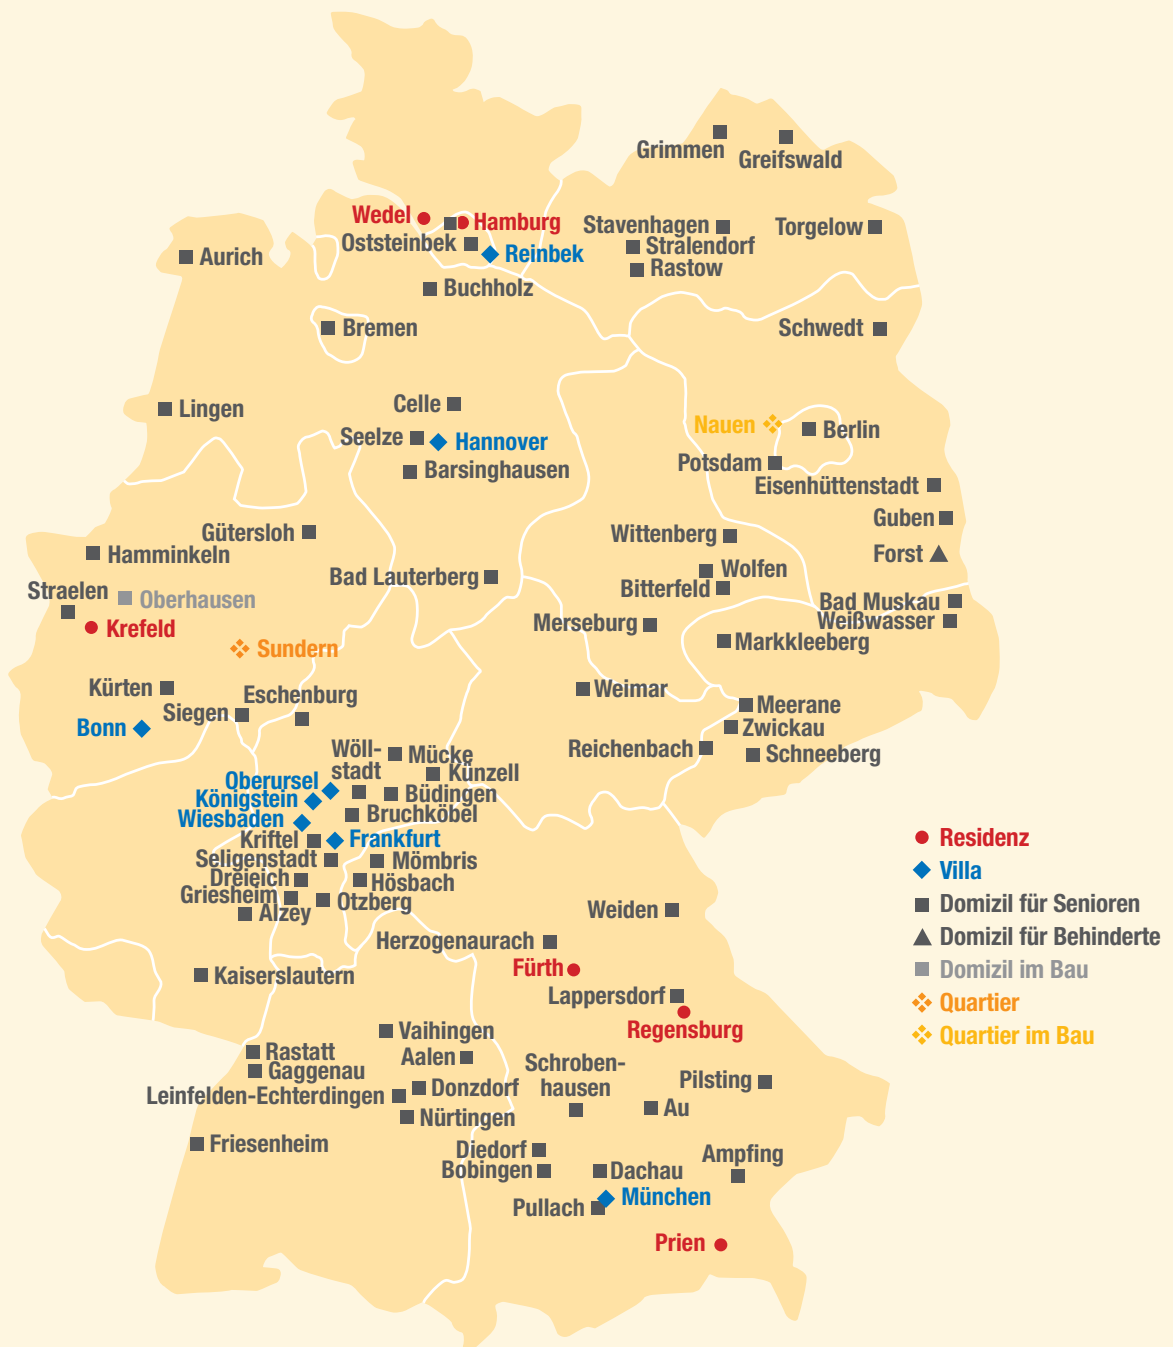 Grimmen
Greifswald
Wedel
Hamburg
Stavenhagen
Torgelow
Oststeinbek
Stralendorf
Reinbek
Aurich
Rastow
Buchholz
Bremen
Schwedt
Celle
Lingen
Nauen
Berlin
Seelze
Hannover
Potsdam
Barsinghausen
Eisenhüttenstadt
Guben
Gütersloh
Wittenberg
Hamminkeln
Forst
Wolfen
Bad Lauterberg
Bitterfeld
Straelen
Oberhausen
Bad Muskau
Weißwasser
Merseburg
Krefeld
Markkleeberg
Sundern
Kürten
Weimar
Eschenburg
Meerane
Siegen
Bonn
Zwickau
Wöll-
stadt
Mücke
Reichenbach
Schneeberg
Künzell
Oberursel
Büdingen
Königstein
Bruchköbel
Wiesbaden
Kriftel
Frankfurt
Seligenstadt
Mömbris
Dreieich
Hösbach
Griesheim
Otzberg
Alzey
Weiden
Herzogenaurach
Fürth
Kaiserslautern
Lappersdorf
Regensburg
Vaihingen
Rastatt
Aalen
Schroben-
hausen
Gaggenau
Pilsting
Donzdorf
Leinfelden-Echterdingen
Au
Nürtingen
Friesenheim
Diedorf
Ampfing
Bobingen
Dachau
München
Pullach
Prien
Residenz
Villa
Domizil für Senioren
Domizil für Behinderte
Domizil im Bau
Quartier
Quartier im Bau